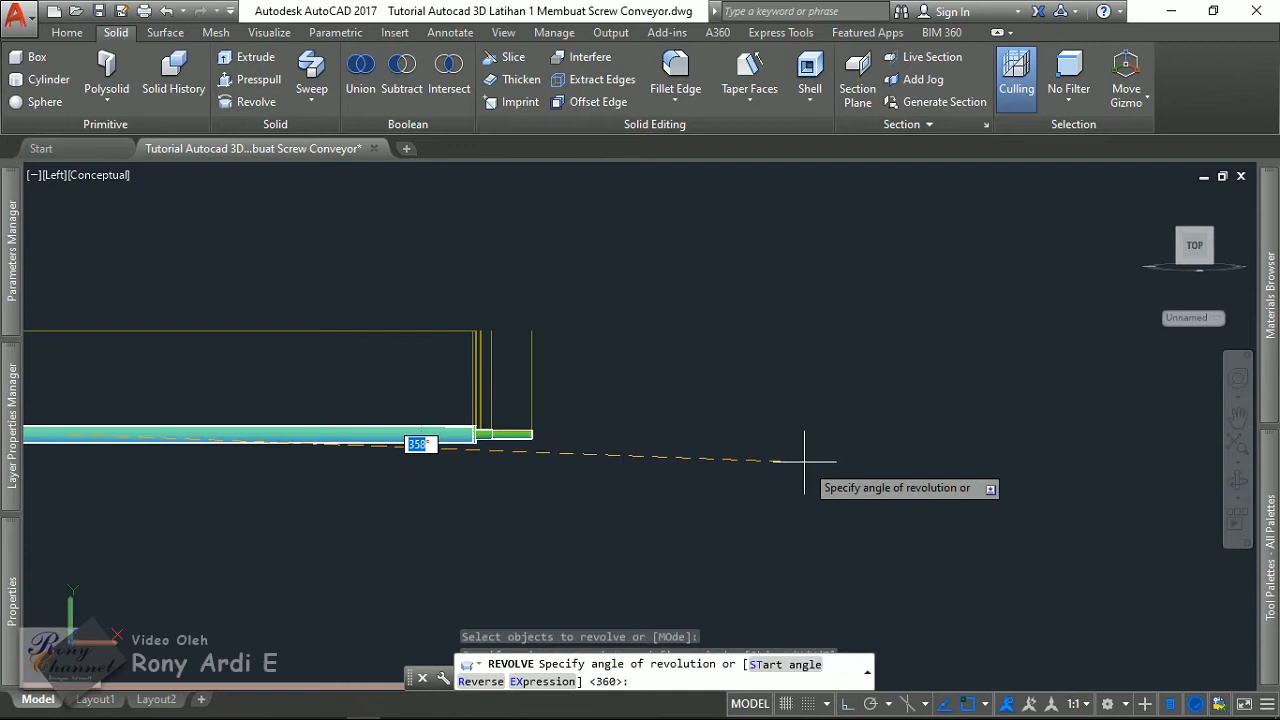 Autodesk AutoCAD 2017 Tutorial Autocad 3D Latihan 1 Membuat Screw Conveyor.dwg
Type a keyword or phrase
Sign In
Home Solid Surface Mesh Visualize Parametric Insert Annotate View Manage Output Add-ins A360 Express Tools Featured Apps BIM 360
Box
Cylinder
Sphere
Polysolid
Solid History
Primitive
Extrude
Presspull
Revolve
Sweep
Solid
Union
Subtract
Intersect
Boolean
Slice
Thicken
Imprint
Interfere
Extract Edges
Offset Edge
Fillet Edge
Taper Faces
Shell
Solid Editing
Section
Plane
Live Section
Add Jog
Generate Section
Section
Culling
No Filter
Move
Gizmo
Selection
Start
Tutorial Autocad 3D...buat Screw Conveyor*
[−][Left][Conceptual]
Parameters Manager
Layer Properties Manager
Properties
TOP
Unnamed
Materials Browser
Tool Palettes - All Palettes
358°
Specify angle of revolution or
Y
X
Rony
Channel
Video Oleh
Rony Ardi E
Select objects to revolve or [MOde]:
REVOLVE Specify angle of revolution or [STart angle
Reverse EXpression] <360>:
Model Layout1 Layout2 +
MODEL
1:1